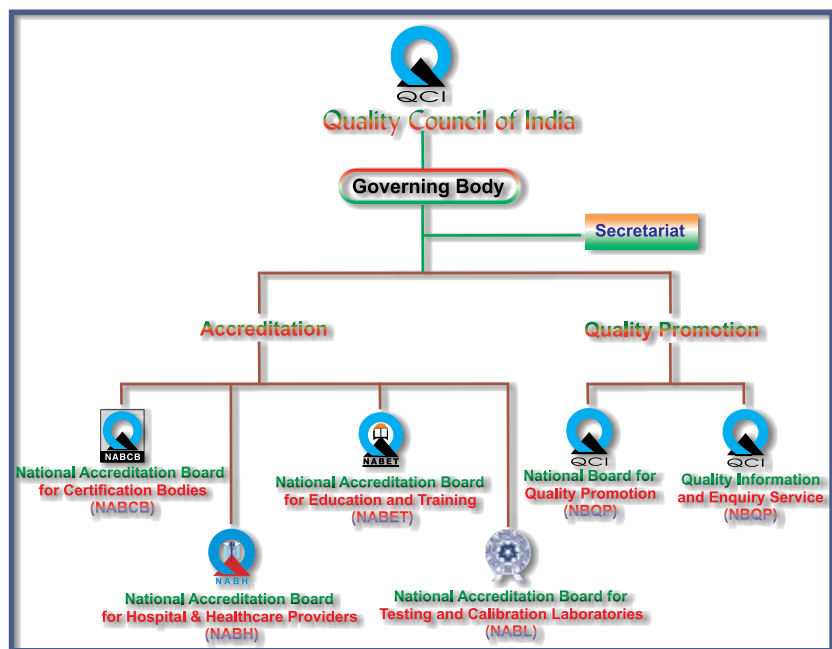 QCI
Quality Council of India
Governing Body
Secretariat
Accreditation
Quality Promotion
NABCB
National Accreditation Board
for Certification Bodies
(NABCB)
NABET
National Accreditation Board
for Education and Training
(NABET)
QCI
National Board for
Quality Promotion
(NBQP)
QCI
Quality Information
and Enquiry Service
(NBQP)
NABH
National Accreditation Board
for Hospital & Healthcare Providers
(NABH)
National Accreditation Board for
Testing and Calibration Laboratories
(NABL)